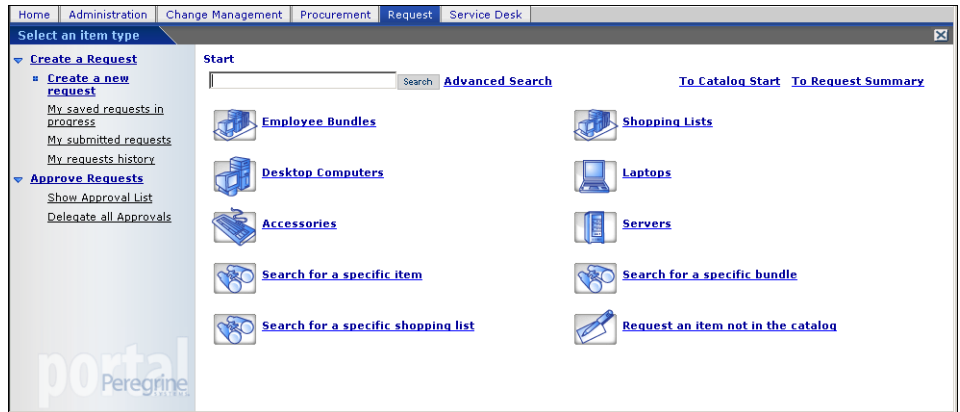 Home Administration Change Management Procurement Request Service Desk
Select an item type
Create a Request
Create a new
request
My saved requests in
progress
My submitted requests
My requests history
Approve Requests
Show Approval List
Delegate all Approvals
Start
Search Advanced Search To Catalog Start To Request Summary
Employee Bundles Shopping Lists
Desktop Computers Laptops
Accessories Servers
Search for a specific item Search for a specific bundle
Search for a specific shopping list Request an item not in the catalog
portal
Peregrine
SYSTEMS